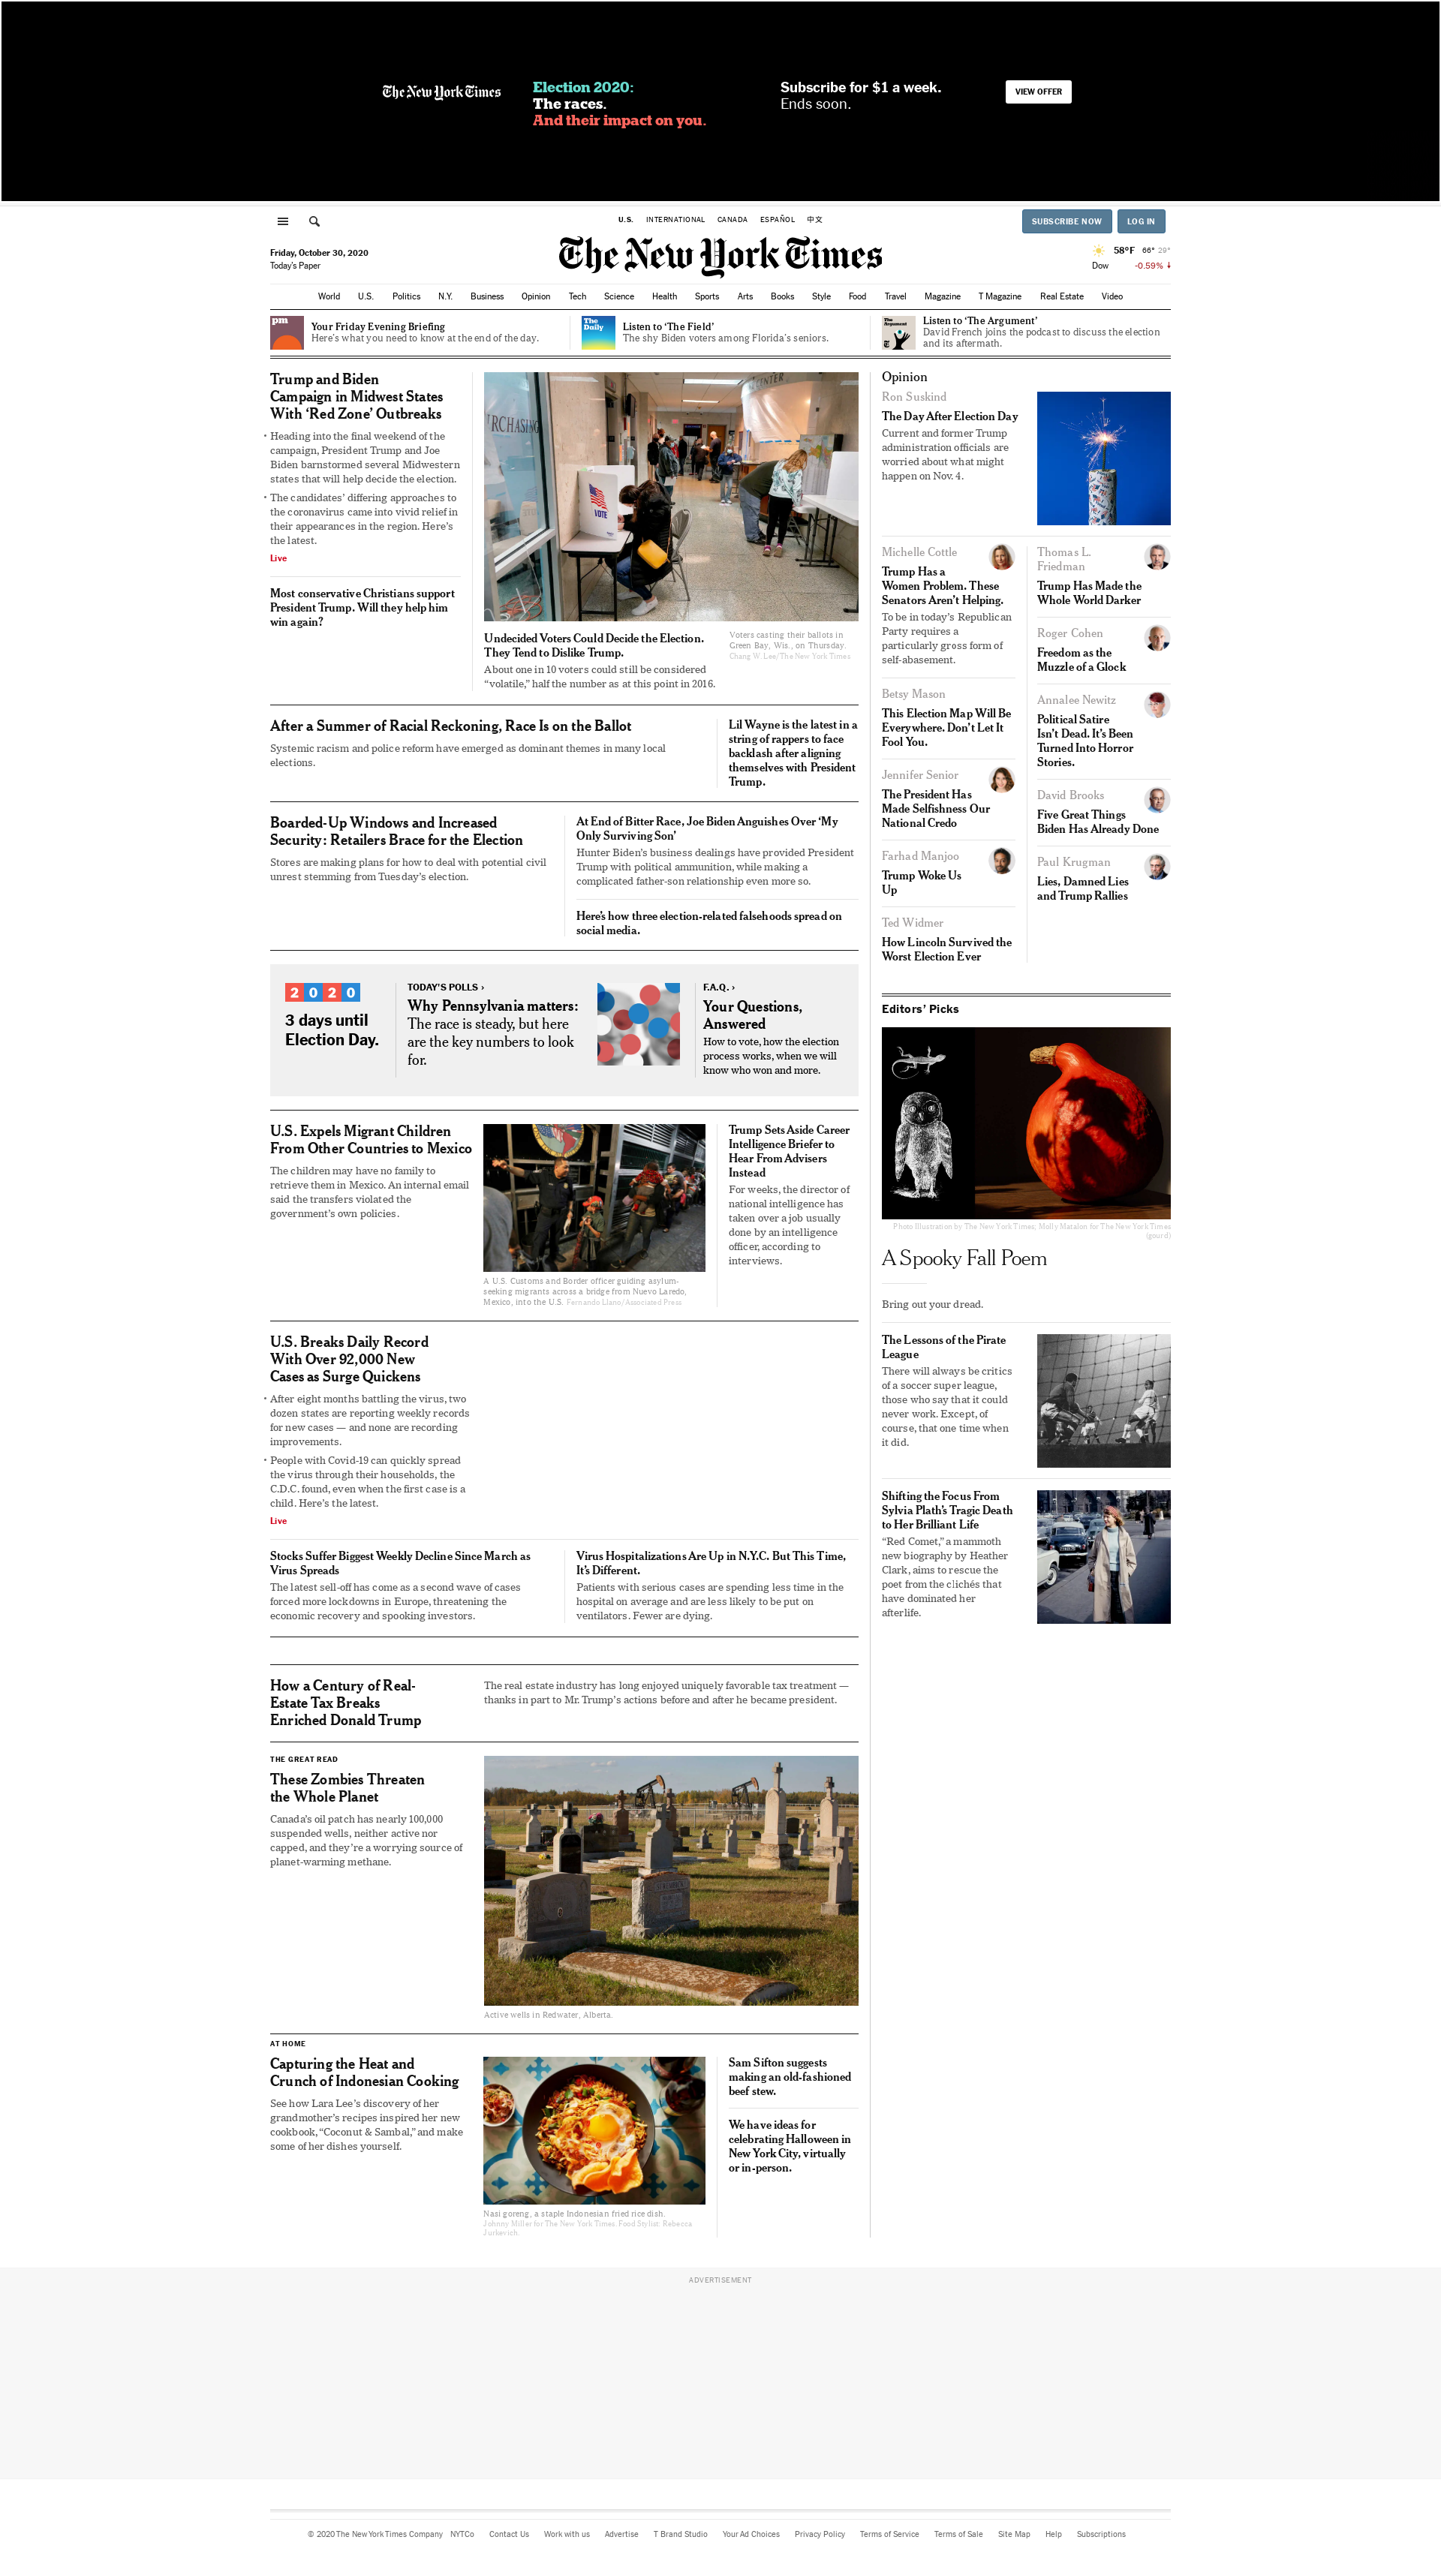 The New York Times
Election 2020:
The races.
And their impact on you.
Subscribe for $1 a week.
Ends soon.
VIEW OFFER
U.S. INTERNATIONAL CANADA ESPAÑOL 中文
SUBSCRIBE NOW LOG IN
Friday, October 30, 2020
Today's Paper
The New York Times
58°F 66° 29°
Dow -0.59% ↓
World U.S. Politics N.Y. Business Opinion Tech Science Health Sports Arts Books Style Food Travel Magazine T Magazine Real Estate Video
pm
Your Friday Evening Briefing
Here's what you need to know at the end of the day.
The
Daily
Listen to ‘The Field’
The shy Biden voters among Florida's seniors.
The
Argument
Listen to ‘The Argument’
David French joins the podcast to discuss the election
and its aftermath.
Trump and Biden
Campaign in Midwest States
With ‘Red Zone’ Outbreaks
• Heading into the final weekend of the
campaign, President Trump and Joe
Biden barnstormed several Midwestern
states that will help decide the election.
• The candidates’ differing approaches to
the coronavirus came into vivid relief in
their appearances in the region. Here's
the latest.
Live
Most conservative Christians support
President Trump. Will they help him
win again?
VOTE
Undecided Voters Could Decide the Election.
They Tend to Dislike Trump.
About one in 10 voters could still be considered
“volatile,” half the number as at this point in 2016.
Voters casting their ballots in
Green Bay, Wis., on Thursday.
Chang W. Lee/The New York Times
After a Summer of Racial Reckoning, Race Is on the Ballot
Systemic racism and police reform have emerged as dominant themes in many local
elections.
Lil Wayne is the latest in a
string of rappers to face
backlash after aligning
themselves with President
Trump.
Boarded-Up Windows and Increased
Security: Retailers Brace for the Election
Stores are making plans for how to deal with potential civil
unrest stemming from Tuesday's election.
At End of Bitter Race, Joe Biden Anguishes Over ‘My
Only Surviving Son’
Hunter Biden's business dealings have provided President
Trump with political ammunition, while making a
complicated father-son relationship even more so.
Here's how three election-related falsehoods spread on
social media.
2020
3 days until
Election Day.
TODAY'S POLLS ›
Why Pennsylvania matters:
The race is steady, but here
are the key numbers to look
for.
F.A.Q. ›
Your Questions,
Answered
How to vote, how the election
process works, when we will
know who won and more.
U.S. Expels Migrant Children
From Other Countries to Mexico
The children may have no family to
retrieve them in Mexico. An internal email
said the transfers violated the
government's own policies.
A U.S. Customs and Border officer guiding asylum-
seeking migrants across a bridge from Nuevo Laredo,
Mexico, into the U.S. Fernando Llano/Associated Press
Trump Sets Aside Career
Intelligence Briefer to
Hear From Advisers
Instead
For weeks, the director of
national intelligence has
taken over a job usually
done by an intelligence
officer, according to
interviews.
U.S. Breaks Daily Record
With Over 92,000 New
Cases as Surge Quickens
• After eight months battling the virus, two
dozen states are reporting weekly records
for new cases — and none are recording
improvements.
• People with Covid-19 can quickly spread
the virus through their households, the
C.D.C. found, even when the first case is a
child. Here's the latest.
Live
Stocks Suffer Biggest Weekly Decline Since March as
Virus Spreads
The latest sell-off has come as a second wave of cases
forced more lockdowns in Europe, threatening the
economic recovery and spooking investors.
Virus Hospitalizations Are Up in N.Y.C. But This Time,
It's Different.
Patients with serious cases are spending less time in the
hospital on average and are less likely to be put on
ventilators. Fewer are dying.
How a Century of Real-
Estate Tax Breaks
Enriched Donald Trump
The real estate industry has long enjoyed uniquely favorable tax treatment —
thanks in part to Mr. Trump's actions before and after he became president.
THE GREAT READ
These Zombies Threaten
the Whole Planet
Canada's oil patch has nearly 100,000
suspended wells, neither active nor
capped, and they're a worrying source of
planet-warming methane.
Active wells in Redwater, Alberta.
AT HOME
Capturing the Heat and
Crunch of Indonesian Cooking
See how Lara Lee's discovery of her
grandmother's recipes inspired her new
cookbook, “Coconut & Sambal,” and make
some of her dishes yourself.
Nasi goreng, a staple Indonesian fried rice dish.
Johnny Miller for The New York Times. Food Stylist: Rebecca
Jurkevich.
Sam Sifton suggests
making an old-fashioned
beef stew.
We have ideas for
celebrating Halloween in
New York City, virtually
or in-person.
Opinion
Ron Suskind
The Day After Election Day
Current and former Trump
administration officials are
worried about what might
happen on Nov. 4.
Michelle Cottle
Trump Has a
Women Problem. These
Senators Aren't Helping.
To be in today's Republican
Party requires a
particularly gross form of
self-abasement.
Betsy Mason
This Election Map Will Be
Everywhere. Don't Let It
Fool You.
Jennifer Senior
The President Has
Made Selfishness Our
National Credo
Farhad Manjoo
Trump Woke Us
Up
Ted Widmer
How Lincoln Survived the
Worst Election Ever
Thomas L.
Friedman
Trump Has Made the
Whole World Darker
Roger Cohen
Freedom as the
Muzzle of a Glock
Annalee Newitz
Political Satire
Isn't Dead. It's Been
Turned Into Horror
Stories.
David Brooks
Five Great Things
Biden Has Already Done
Paul Krugman
Lies, Damned Lies
and Trump Rallies
Editors’ Picks
Photo Illustration by The New York Times; Molly Matalon for The New York Times
(gourd)
A Spooky Fall Poem
Bring out your dread.
The Lessons of the Pirate
League
There will always be critics
of a soccer super league,
those who say that it could
never work. Except, of
course, that one time when
it did.
Shifting the Focus From
Sylvia Plath's Tragic Death
to Her Brilliant Life
“Red Comet,” a mammoth
new biography by Heather
Clark, aims to rescue the
poet from the clichés that
have dominated her
afterlife.
ADVERTISEMENT
© 2020 The New York Times Company NYTCo Contact Us Work with us Advertise T Brand Studio Your Ad Choices Privacy Policy Terms of Service Terms of Sale Site Map Help Subscriptions